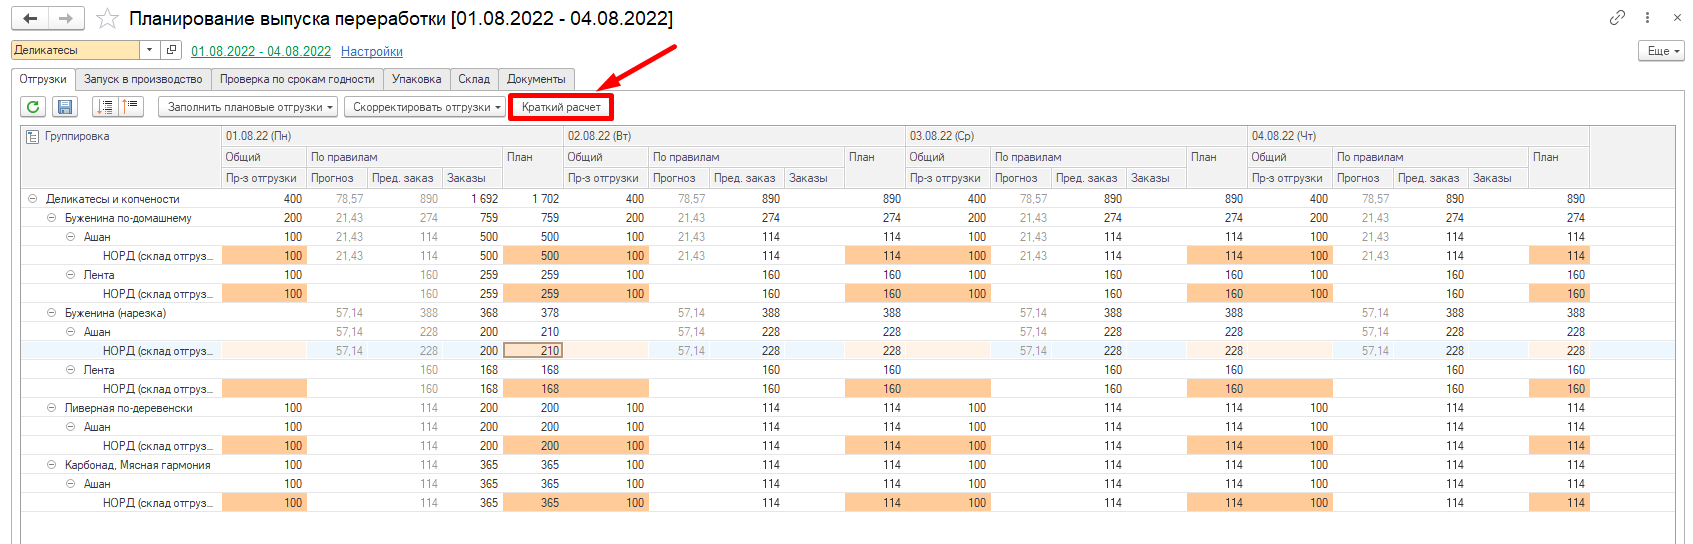 Планирование выпуска переработки [01.08.2022 - 04.08.2022]
Деликатесы 01.08.2022 - 04.08.2022 Настройки Еще
Отгрузки Запуск в производство Проверка по срокам годности Упаковка Склад Документы
Заполнить плановые отгрузки Скорректировать отгрузки Краткий расчет
Группировка 01.08.22 (Пн) 02.08.22 (Вт) 03.08.22 (Ср) 04.08.22 (Чт)
Общий По правилам План Общий По правилам План Общий По правилам План Общий По правилам План
Пр-з отгрузки Прогноз Пред. заказ Заказы Пр-з отгрузки Прогноз Пред. заказ Заказы Пр-з отгрузки Прогноз Пред. заказ Заказы Пр-з отгрузки Прогноз Пред. заказ Заказы
Деликатесы и копчености 400 78,57 890 1 692 1 702 400 78,57 890 890 400 78,57 890 890 400 78,57 890 890
Буженина по-домашнему 200 21,43 274 759 759 200 21,43 274 274 200 21,43 274 274 200 21,43 274 274
Ашан 100 21,43 114 500 500 100 21,43 114 114 100 21,43 114 114 100 21,43 114 114
НОРД (склад отгруз... 100 21,43 114 500 500 100 21,43 114 114 100 21,43 114 114 100 21,43 114 114
Лента 100 160 259 259 100 160 160 100 160 160 100 160 160
НОРД (склад отгруз... 100 160 259 259 100 160 160 100 160 160 100 160 160
Буженина (нарезка) 57,14 388 368 378 57,14 388 388 57,14 388 388 57,14 388 388
Ашан 57,14 228 200 210 57,14 228 228 57,14 228 228 57,14 228 228
НОРД (склад отгруз... 57,14 228 200 210 57,14 228 228 57,14 228 228 57,14 228 228
Лента 160 168 168 160 160 160 160 160 160
НОРД (склад отгруз... 160 168 168 160 160 160 160 160 160
Ливерная по-деревенски 100 114 200 200 100 114 114 100 114 114 100 114 114
Ашан 100 114 200 200 100 114 114 100 114 114 100 114 114
НОРД (склад отгруз... 100 114 200 200 100 114 114 100 114 114 100 114 114
Карбонад, Мясная гармония 100 114 365 365 100 114 114 100 114 114 100 114 114
Ашан 100 114 365 365 100 114 114 100 114 114 100 114 114
НОРД (склад отгруз... 100 114 365 365 100 114 114 100 114 114 100 114 114